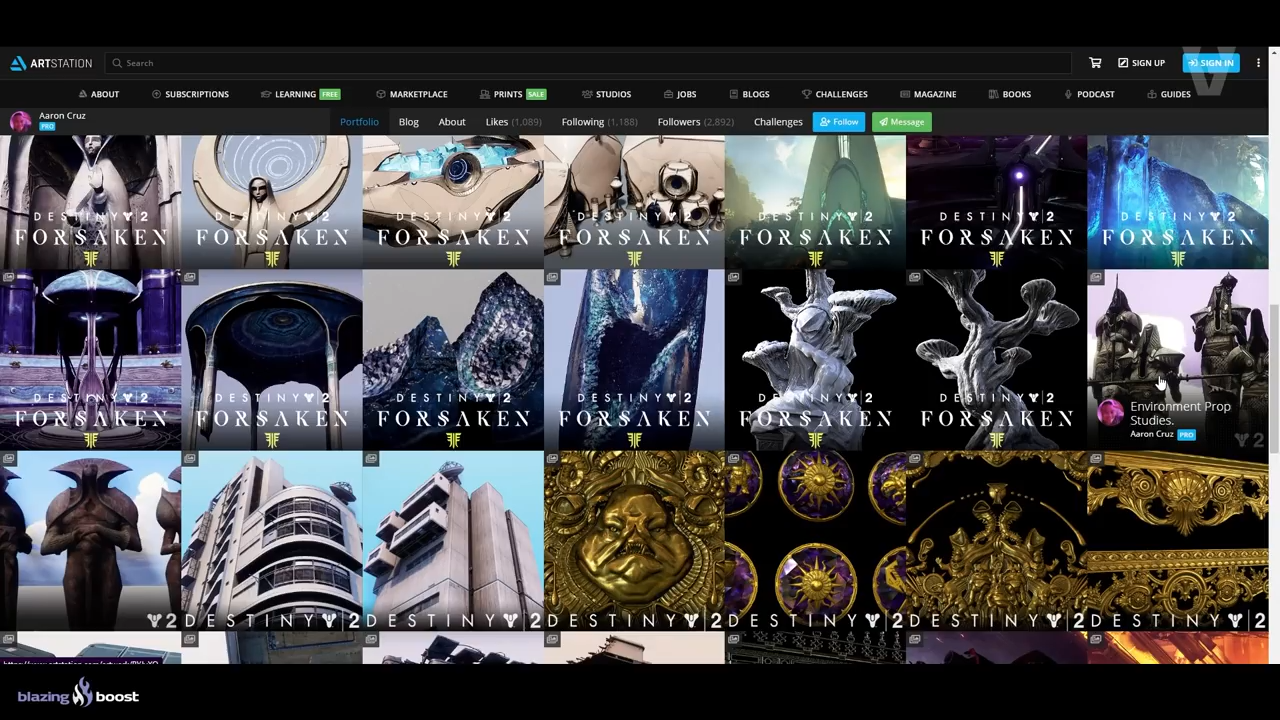 ARTSTATION
Search
SIGN UP
SIGN IN
ABOUT
SUBSCRIPTIONS
LEARNING FREE
MARKETPLACE
PRINTS SALE
STUDIOS
JOBS
BLOGS
CHALLENGES
MAGAZINE
BOOKS
PODCAST
GUIDES
Aaron Cruz
PRO
Portfolio
Blog
About
Likes (1,089)
Following (1,188)
Followers (2,892)
Challenges
Follow
Message
DESTINY 2
FORSAKEN
DESTINY 2
FORSAKEN
DESTINY 2
FORSAKEN
DESTINY 2
FORSAKEN
DESTINY 2
FORSAKEN
DESTINY 2
FORSAKEN
DESTINY 2
FORSAKEN
DESTINY 2
FORSAKEN
DESTINY 2
FORSAKEN
DESTINY 2
FORSAKEN
DESTINY 2
FORSAKEN
DESTINY 2
FORSAKEN
DESTINY 2
FORSAKEN
Environment Prop
Studies.
Aaron Cruz PRO
2
2
DESTINY 2
DESTINY 2
DESTINY 2
DESTINY 2
DESTINY 2
DESTINY 2
blazing boost